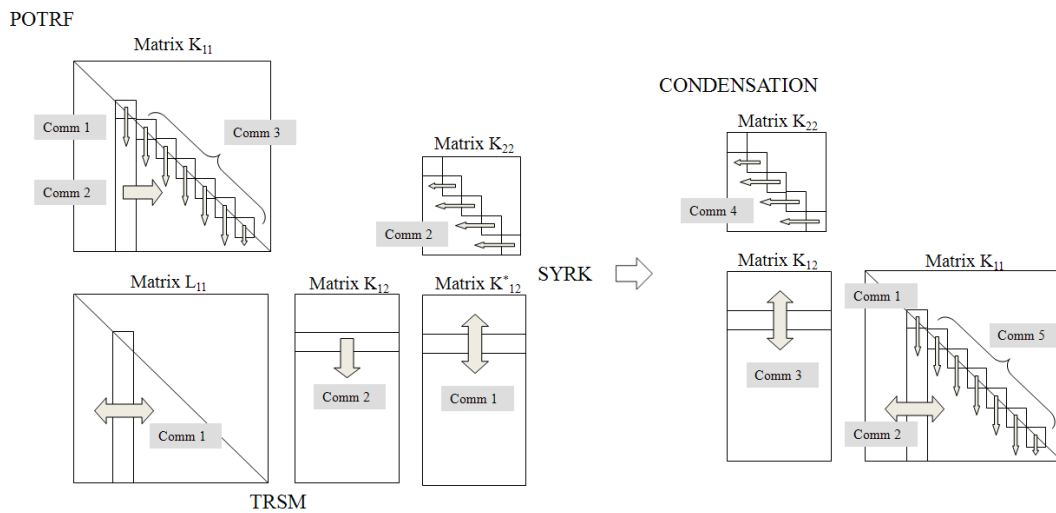 POTRF
Matrix K₁₁
Comm 1
Comm 3
Comm 2
Matrix K₂₂
Comm 2
Matrix L₁₁
Comm 1
Matrix K₁₂
Comm 2
Matrix K*₁₂
Comm 1
TRSM
SYRK
CONDENSATION
Matrix K₂₂
Comm 4
Matrix K₁₂
Comm 3
Matrix K₁₁
Comm 1
Comm 5
Comm 2